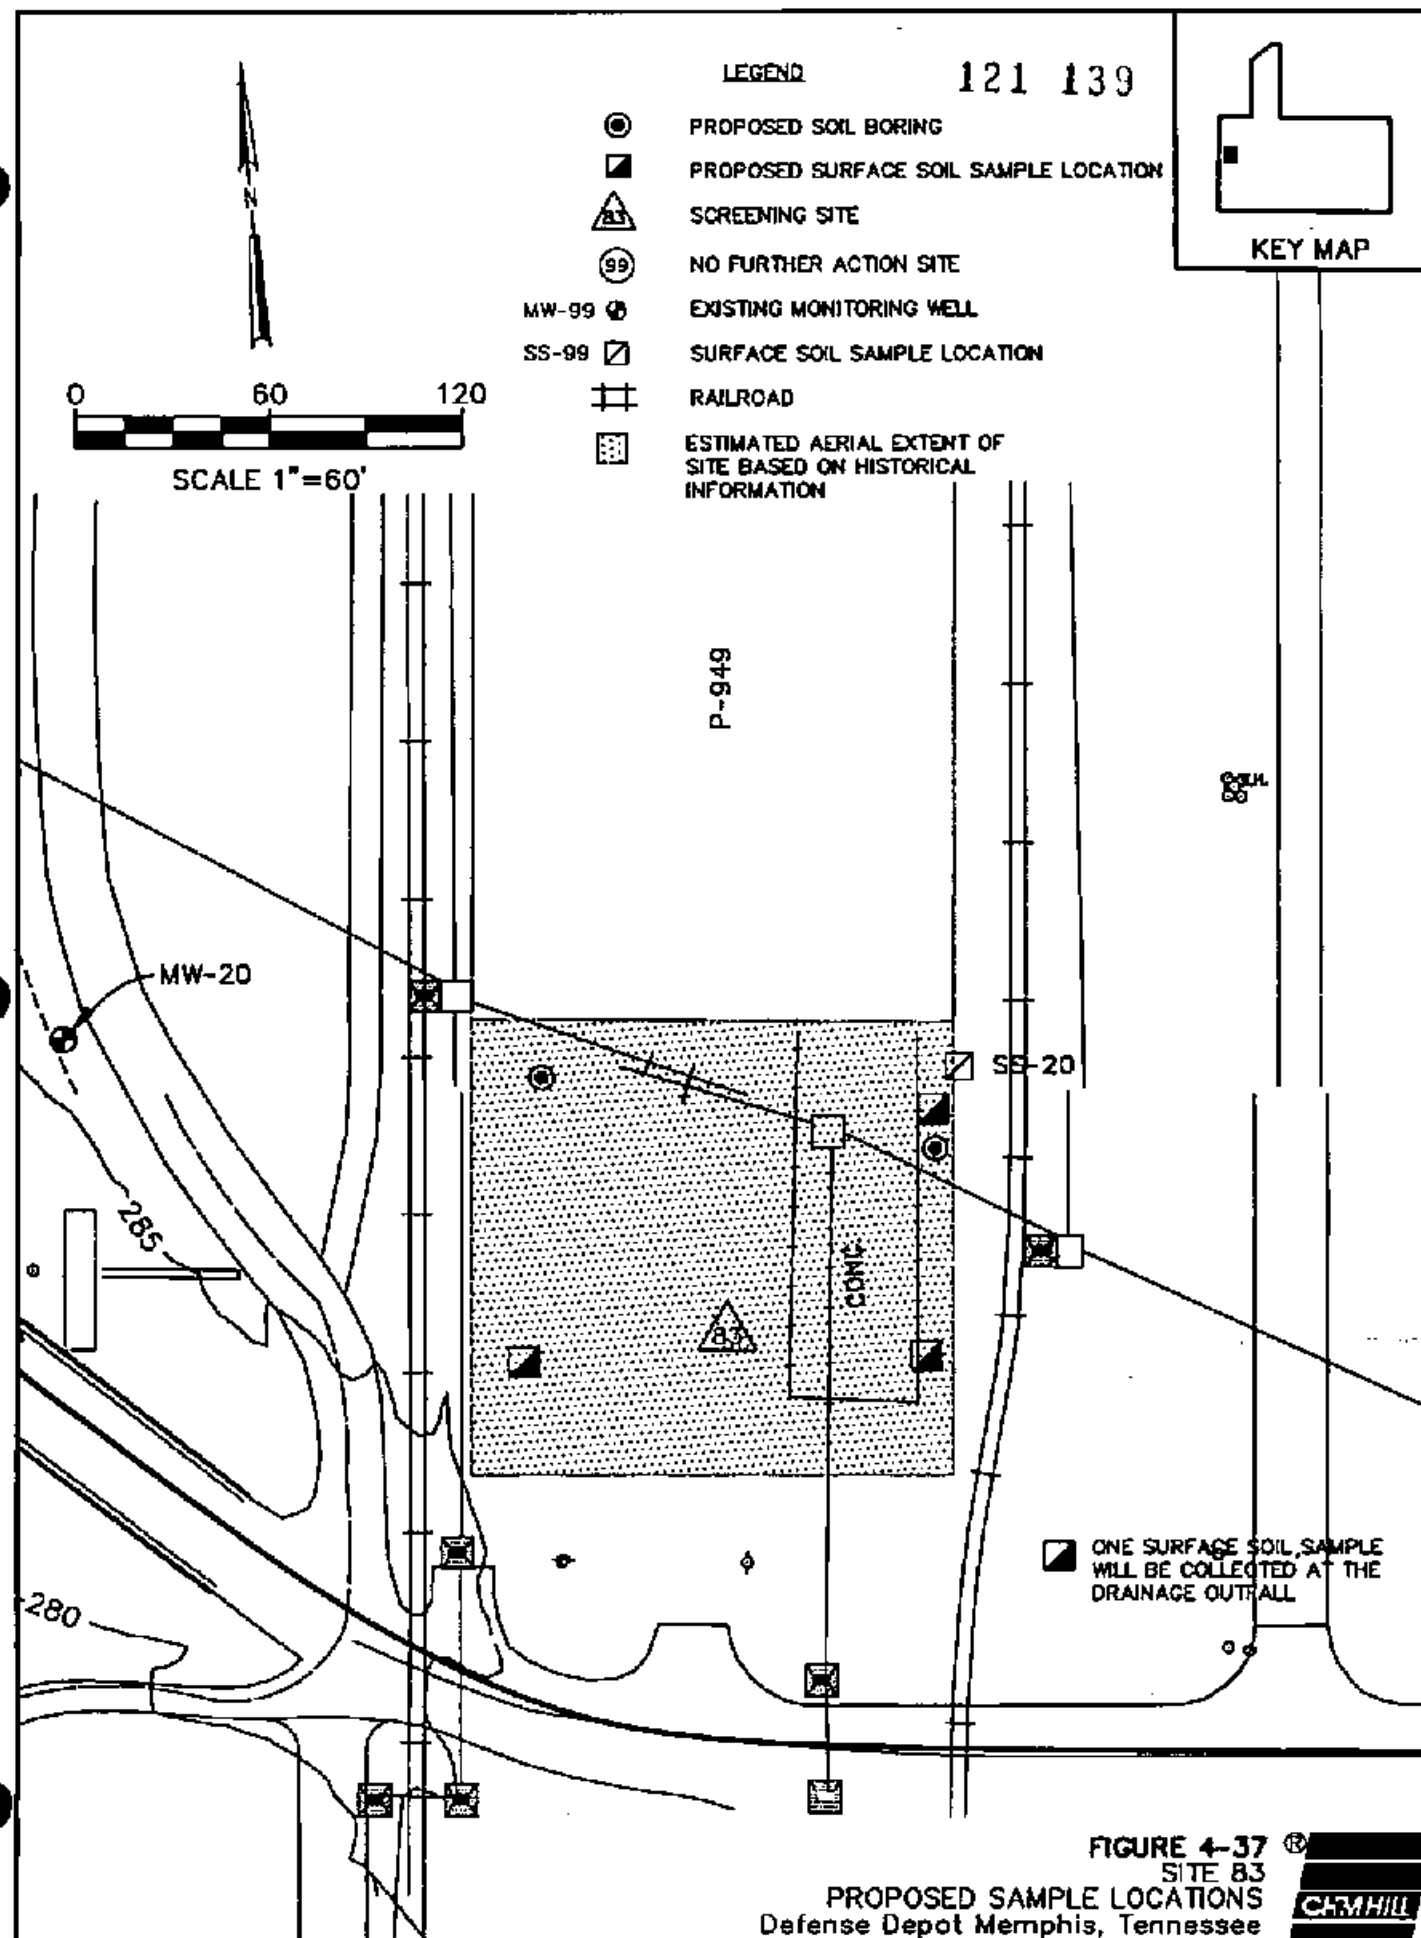 LEGEND
121 139
PROPOSED SOIL BORING
PROPOSED SURFACE SOIL SAMPLE LOCATION
83 SCREENING SITE
99 NO FURTHER ACTION SITE
MW-99 EXISTING MONITORING WELL
SS-99 SURFACE SOIL SAMPLE LOCATION
RAILROAD
ESTIMATED AERIAL EXTENT OF
SITE BASED ON HISTORICAL
INFORMATION
KEY MAP
N
0 60 120
SCALE 1"=60'
P-949
MW-20
SS-20
285
CONC.
83
ONE SURFACE SOIL SAMPLE
WILL BE COLLECTED AT THE
DRAINAGE OUTFALL
280
FIGURE 4-37 ®
SITE 83
PROPOSED SAMPLE LOCATIONS
Defense Depot Memphis, Tennessee
CH2MHILL